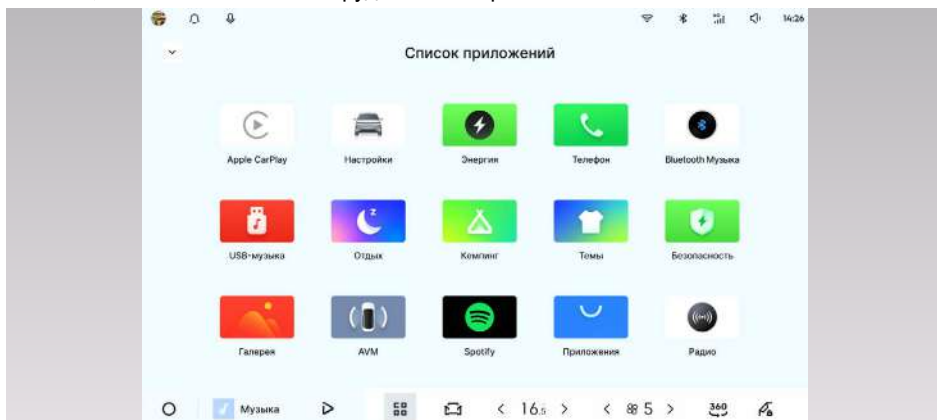 14:26
Список приложений
Apple CarPlay Настройки Энергия Телефон Bluetooth Музыка
USB-музыка Отдых Кемпинг Темы Безопасность
Галерея AVM Spotify Приложения Радио
Музыка < 16.5 > < 5 > 360